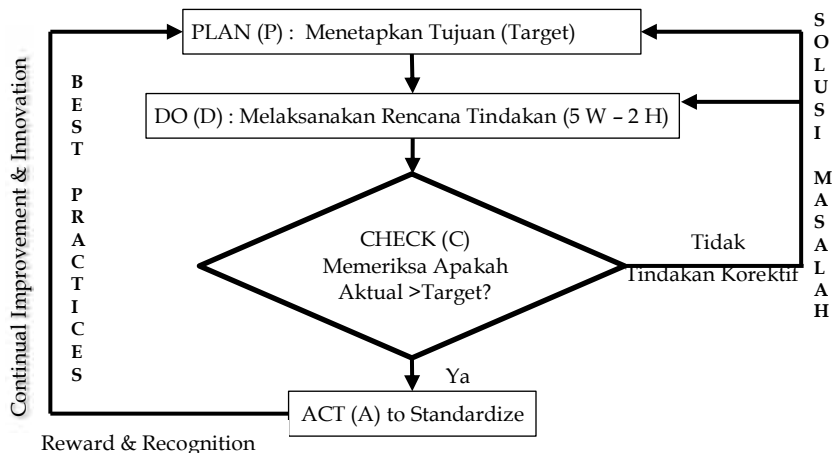 PLAN (P) : Menetapkan Tujuan (Target)
DO (D) : Melaksanakan Rencana Tindakan (5 W – 2 H)
CHECK (C)
Memeriksa Apakah
Aktual >Target?
Tidak
Tindakan Korektif
Ya
ACT (A) to Standardize
Reward & Recognition
Continual Improvement & Innovation
BEST PRACTICES
SOLUSI MASALAH